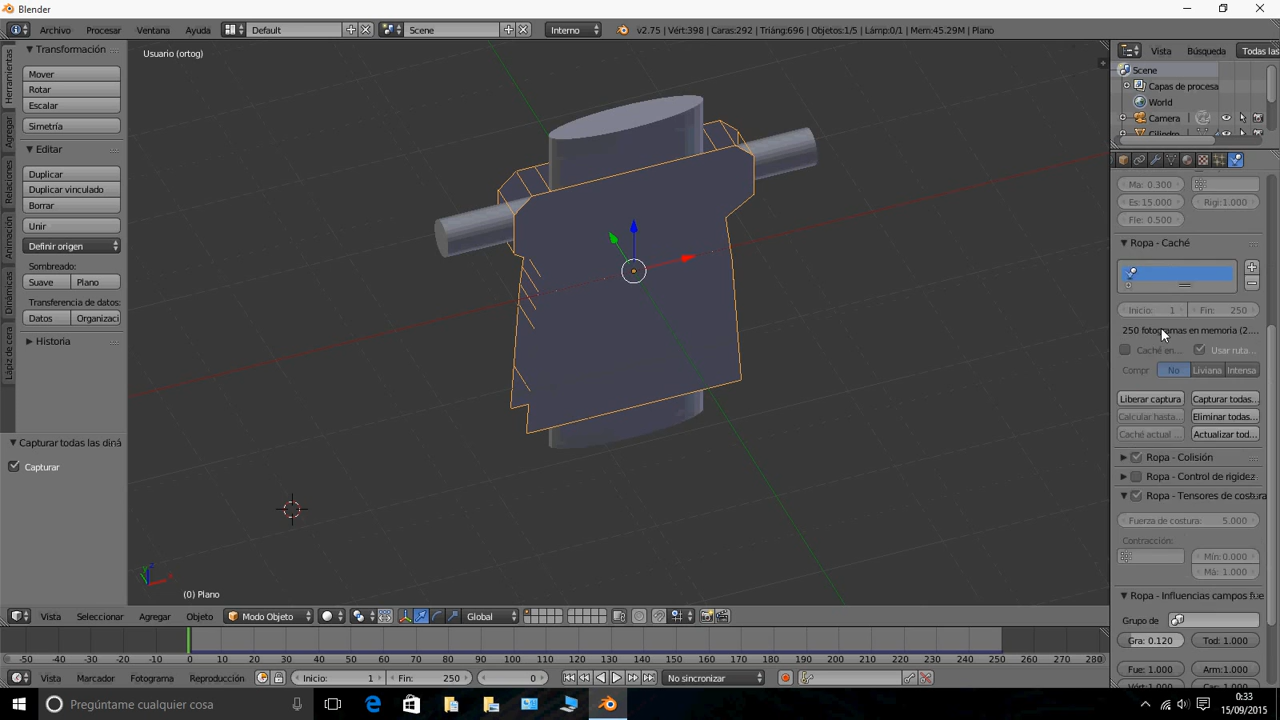 Blender
Archivo Procesar Ventana Ayuda Default Scene Interno v2.75 | Vért:398 | Caras:292 | Triáng:696 | Objetos:1/5 | Lámp:0/1 | Mem:45.29M | Plano
Vista Búsqueda Todas las
Herramientas
Agregar
Relaciones
Animación
Dinámicas
Lápiz de cera
Transformación
Mover
Rotar
Escalar
Simetría
Editar
Duplicar
Duplicar vinculado
Borrar
Unir
Definir origen
Sombreado:
Suave Plano
Transferencia de datos:
Datos Organizaci
Historia
Capturar todas las diná
Capturar
Usuario (ortog)
(0) Plano
Scene
Capas de procesa
World
Camera
Cilindro
Ma: 0.300
Es: 15.000 Rigi:1.000
Fle: 0.500
Ropa - Caché
Inicio: 1 Fin: 250
250 fotogramas en memoria (2....
Caché en... Usar ruta...
Compr No Liviana Intensa
Liberar captura Capturar todas...
Calcular hasta... Eliminar todas...
Caché actual ... Actualizar tod...
Ropa - Colisión
Ropa - Control de rigidez
Ropa - Tensores de costura
Fuerza de costura: 5.000
Contracción:
Mín:0.000
Má: 1.000
Ropa - Influencias campos fue
Grupo de
Gra: 0.120 Tod: 1.000
Fue: 1.000 Arm:1.000
Vért:1.000 Car: 1.000
Vista Seleccionar Agregar Objeto Modo Objeto Global
-50 -40 -30 -20 -10 0 10 20 30 40 50 60 70 80 90 100 110 120 130 140 150 160 170 180 190 200 210 220 230 240 250 260 270 280
Vista Marcador Fotograma Reproducción Inicio: 1 Fin: 250 0 No sincronizar
Pregúntame cualquier cosa
0:33
15/09/2015